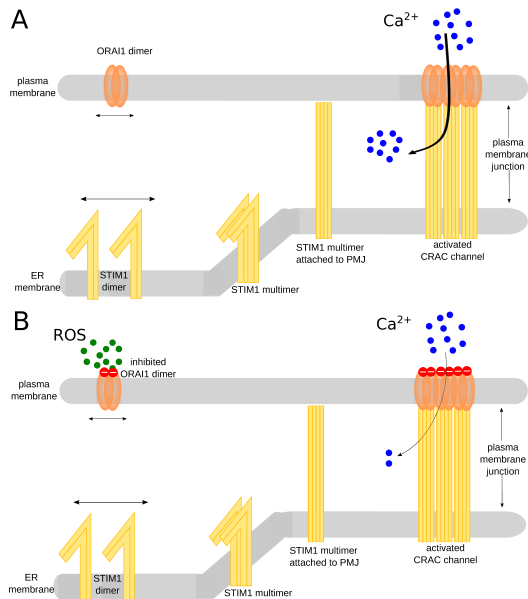 A
Ca2+
ORAI1 dimer
plasma
membrane
plasma
membrane
junction
STIM1 multimer
attached to PMJ
activated
CRAC channel
ER
membrane
STIM1
dimer
STIM1 multimer
B
ROS
Ca2+
inhibited
ORAI1 dimer
plasma
membrane
plasma
membrane
junction
STIM1 multimer
attached to PMJ
activated
CRAC channel
ER
membrane
STIM1
dimer
STIM1 multimer